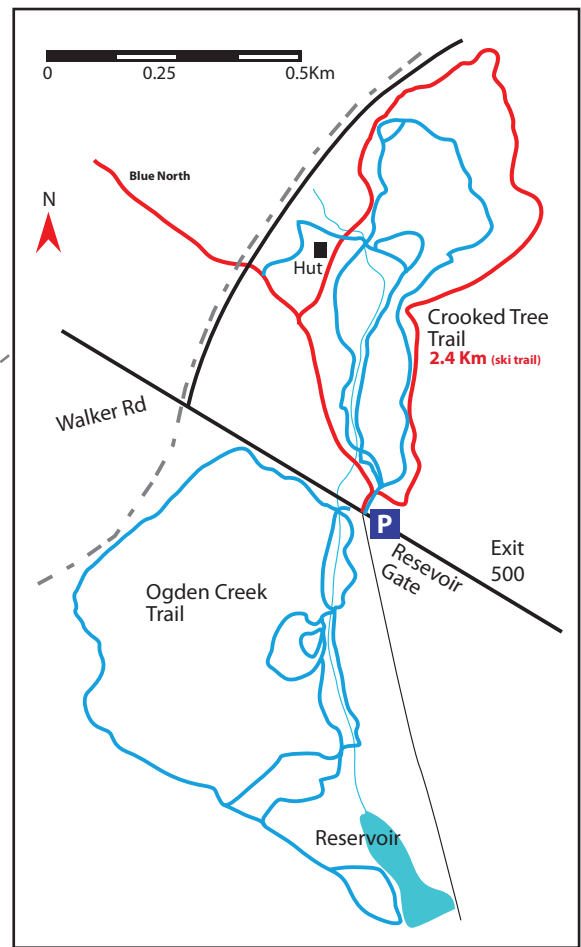 0 0.25 0.5Km
Blue North
N
Hut
Crooked Tree
Trail
2.4 Km (ski trail)
Walker Rd
P
Resevoir
Gate
Exit
500
Ogden Creek
Trail
Reservoir